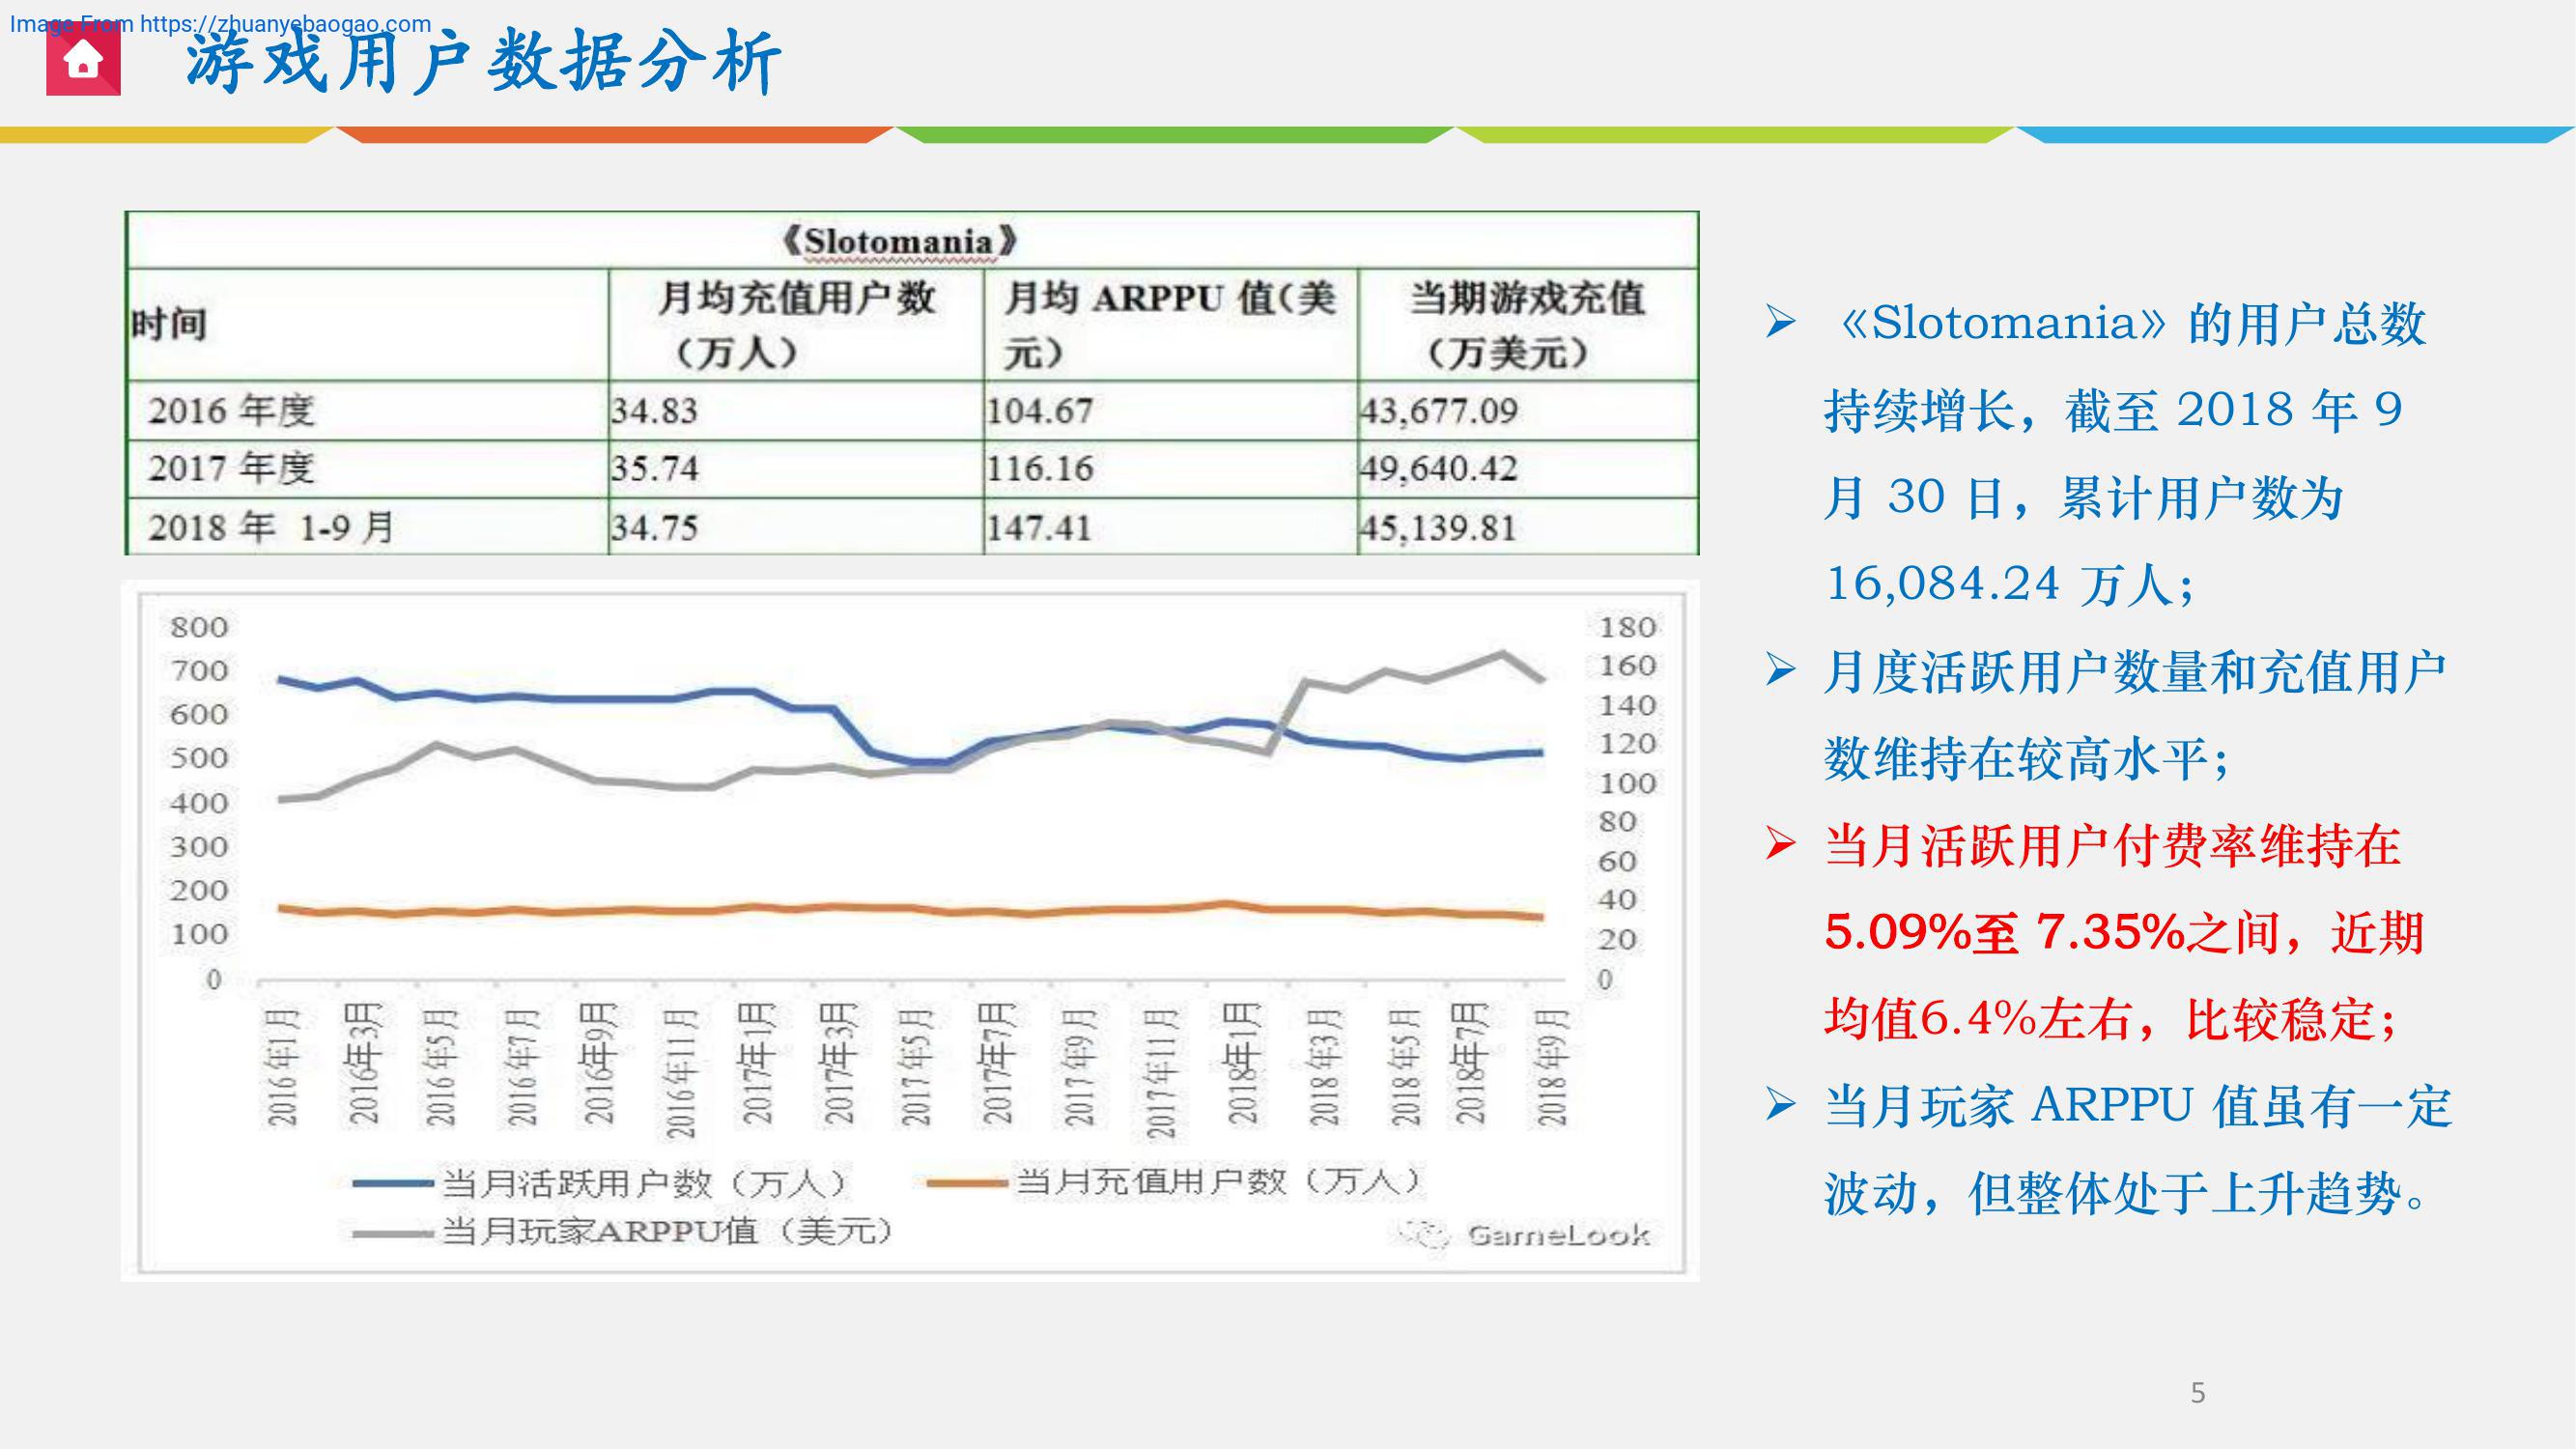 Image From https://zhuanyebaogao.com
游戏用户数据分析
《Slotomania》
时间 月均充值用户数（万人） 月均 ARPPU 值（美元） 当期游戏充值（万美元）
2016 年度 34.83 104.67 43,677.09
2017 年度 35.74 116.16 49,640.42
2018 年 1-9 月 34.75 147.41 45,139.81
800
700
600
500
400
300
200
100
0
180
160
140
120
100
80
60
40
20
0
2016年1月
2016年3月
2016年5月
2016年7月
2016年9月
2016年11月
2017年1月
2017年3月
2017年5月
2017年7月
2017年9月
2017年11月
2018年1月
2018年3月
2018年5月
2018年7月
2018年9月
当月活跃用户数（万人） 当月充值用户数（万人）
当月玩家ARPPU值（美元）
GameLook
《Slotomania》的用户总数
持续增长，截至 2018 年 9
月 30 日，累计用户数为
16,084.24 万人；
月度活跃用户数量和充值用户
数维持在较高水平；
当月活跃用户付费率维持在
5.09%至 7.35%之间，近期
均值6.4%左右，比较稳定；
当月玩家 ARPPU 值虽有一定
波动，但整体处于上升趋势。
5